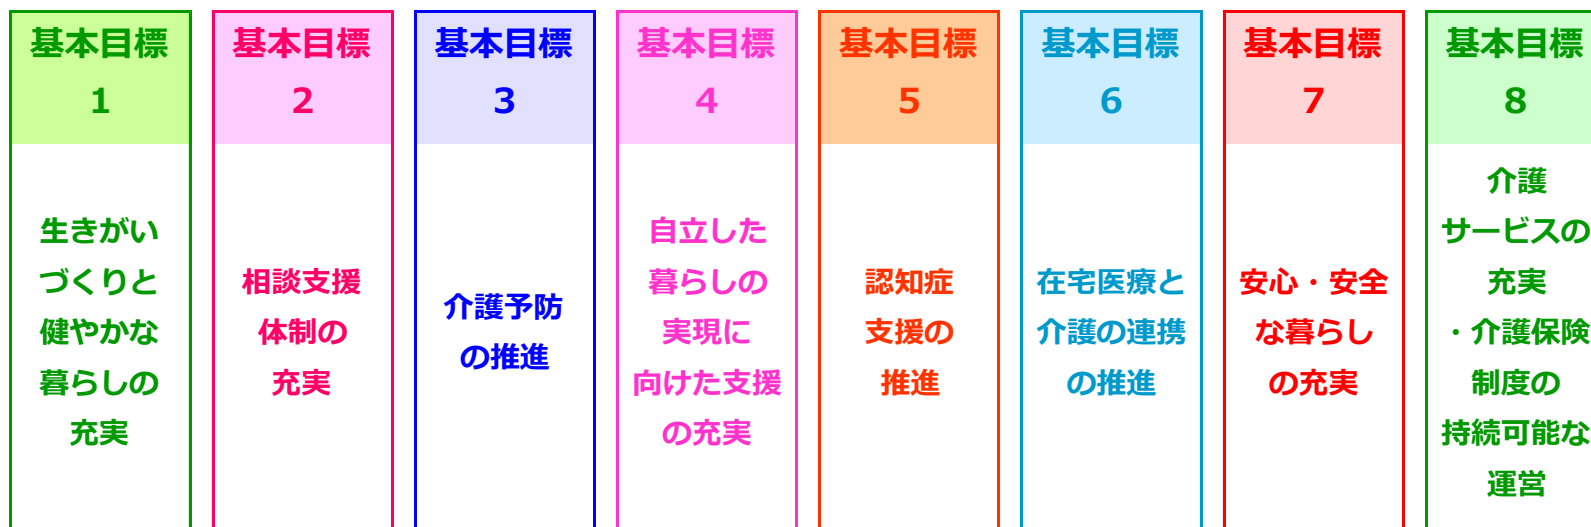 基本目標
1
生きがい
づくりと
健やかな
暮らしの
充実
基本目標
2
相談支援
体制の
充実
基本目標
3
介護予防
の推進
基本目標
4
自立した
暮らしの
実現に
向けた支援
の充実
基本目標
5
認知症
支援の
推進
基本目標
6
在宅医療と
介護の連携
の推進
基本目標
7
安心・安全
な暮らし
の充実
基本目標
8
介護
サービスの
充実
・介護保険
制度の
持続可能な
運営